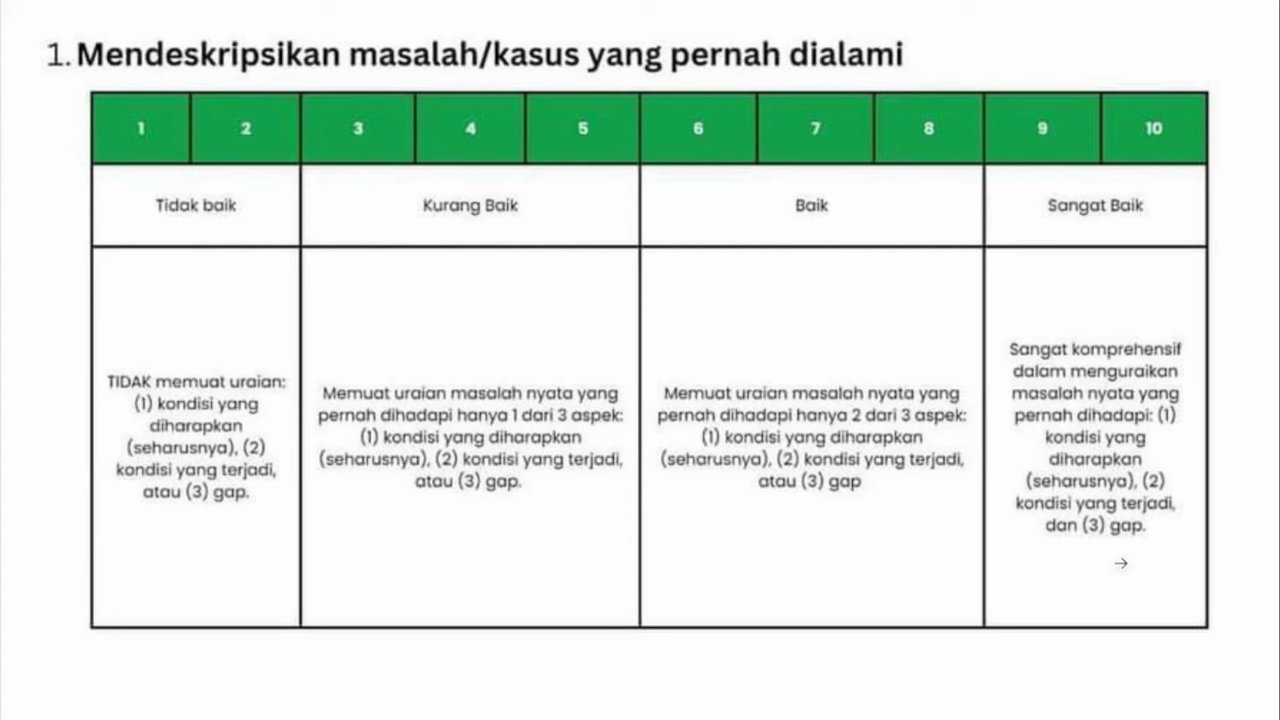 1. Mendeskripsikan masalah/kasus yang pernah dialami
1 2 3 4 5 6 7 8 9 10
Tidak baik
Kurang Baik
Baik
Sangat Baik
TIDAK memuat uraian:
(1) kondisi yang
diharapkan
(seharusnya), (2)
kondisi yang terjadi,
atau (3) gap.
Memuat uraian masalah nyata yang
pernah dihadapi hanya 1 dari 3 aspek:
(1) kondisi yang diharapkan
(seharusnya), (2) kondisi yang terjadi,
atau (3) gap.
Memuat uraian masalah nyata yang
pernah dihadapi hanya 2 dari 3 aspek:
(1) kondisi yang diharapkan
(seharusnya), (2) kondisi yang terjadi,
atau (3) gap
Sangat komprehensif
dalam menguraikan
masalah nyata yang
pernah dihadapi: (1)
kondisi yang
diharapkan
(seharusnya), (2)
kondisi yang terjadi,
dan (3) gap.